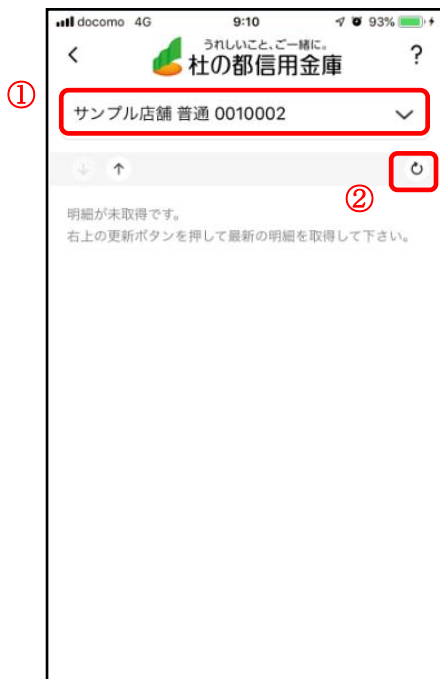 docomo 4G 9:10 93%
うれしいこと、ご一緒に。
杜の都信用金庫
?
①
サンプル店舗 普通 0010002
②
明細が未取得です。
右上の更新ボタンを押して最新の明細を取得して下さい。